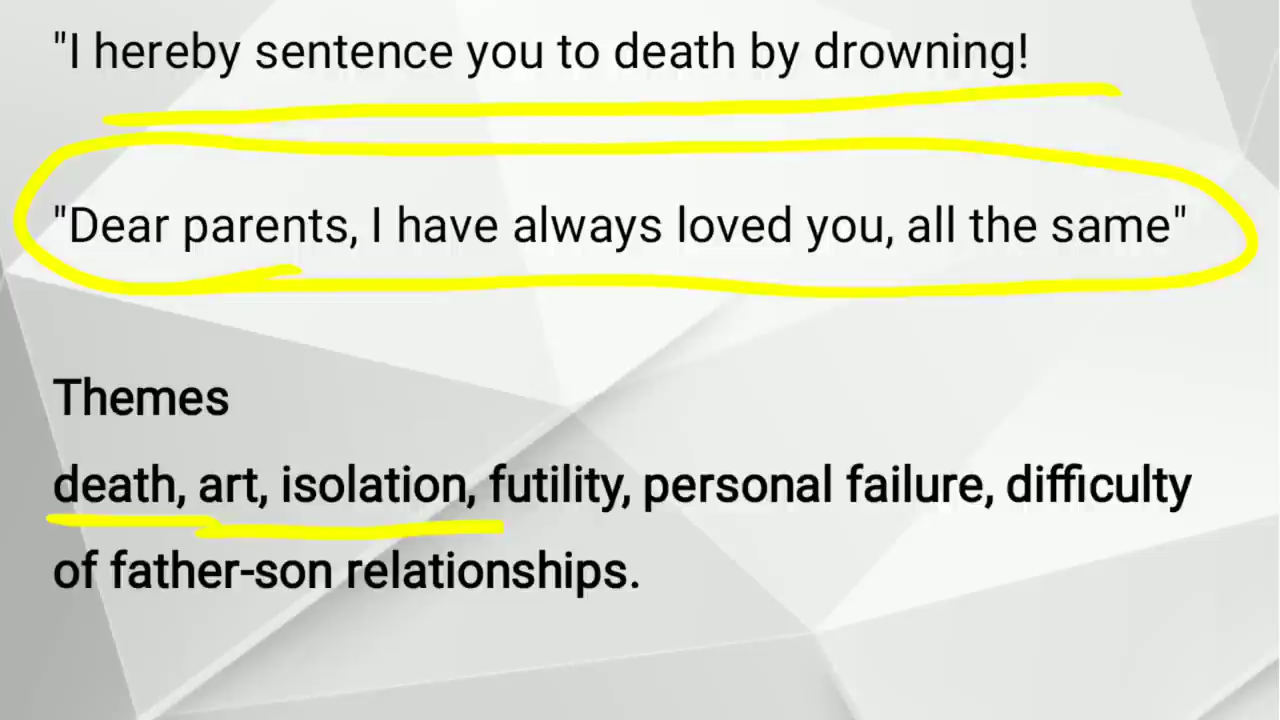 "I hereby sentence you to death by drowning!
"Dear parents, I have always loved you, all the same"
Themes
death, art, isolation, futility, personal failure, difficulty
of father-son relationships.